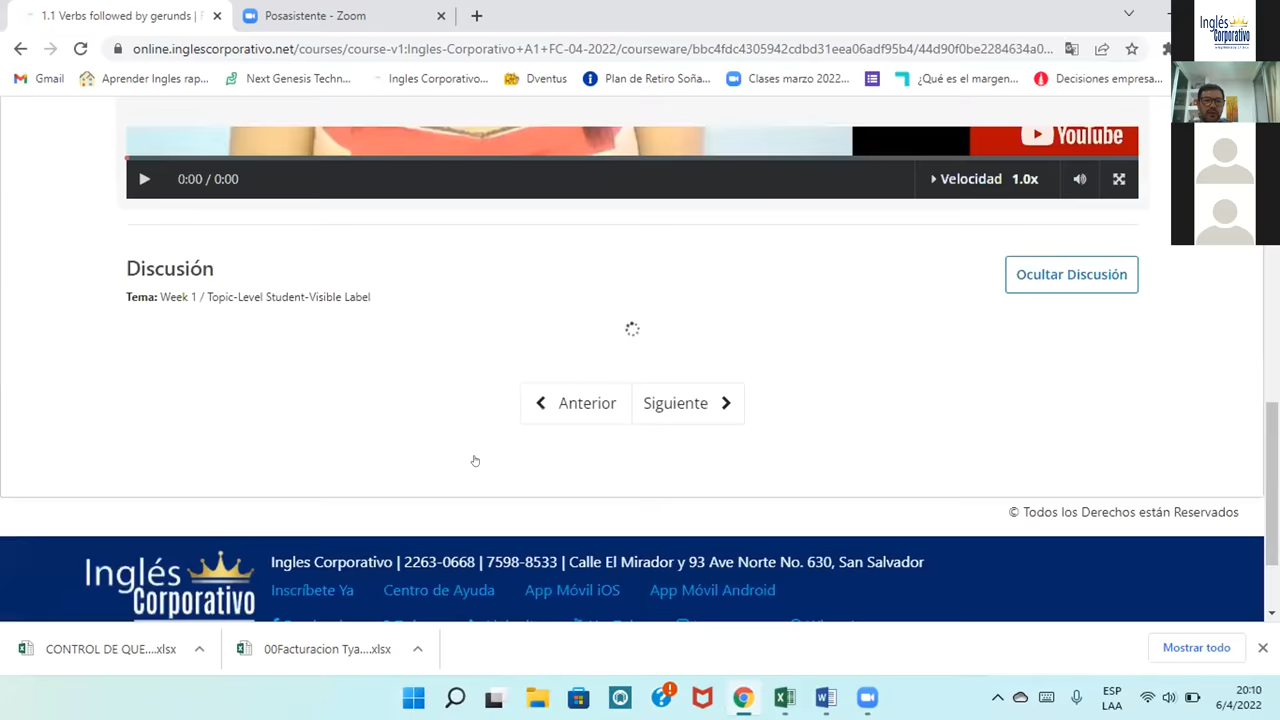 1.1 Verbs followed by gerunds |
Posasistente - Zoom
online.inglescorporativo.net/courses/course-v1:Ingles-Corporativo+A1+FC-04-2022/courseware/bbc4fdc4305942cdbd31eea06adf95b4/44d90f0be2284634a0...
Gmail
Aprender Ingles rap...
Next Genesis Techn...
Ingles Corporativo...
Dventus
Plan de Retiro Soña...
Clases marzo 2022...
¿Qué es el margen...
Decisiones empresa...
Inglés
Corporativo
YouTube
0:00 / 0:00
Velocidad 1.0x
Discusión
Ocultar Discusión
Tema: Week 1 / Topic-Level Student-Visible Label
Anterior
Siguiente
© Todos los Derechos están Reservados
Inglés
Corporativo
Ingles Corporativo | 2263-0668 | 7598-8533 | Calle El Mirador y 93 Ave Norte No. 630, San Salvador
Inscríbete Ya
Centro de Ayuda
App Móvil iOS
App Móvil Android
CONTROL DE QUE....xlsx
00Facturacion Tya....xlsx
Mostrar todo
ESP
LAA
20:10
6/4/2022